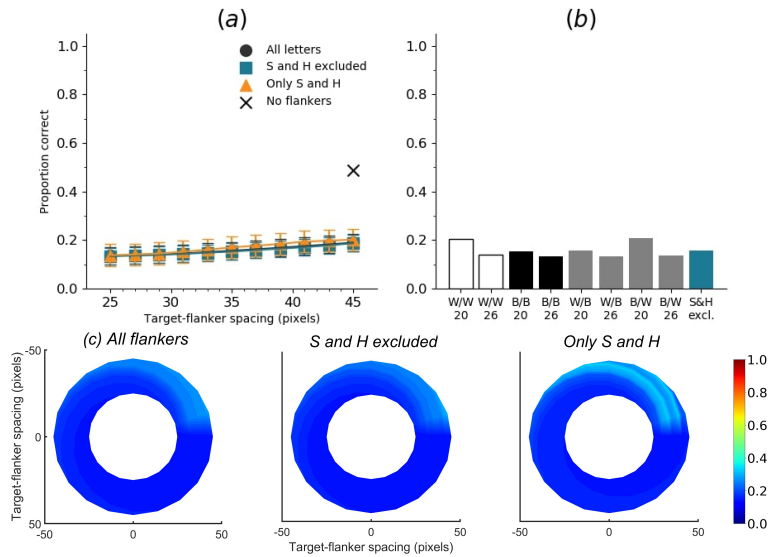 (a)
1.0
0.8
0.6
0.4
0.2
0.0
Proportion correct
All letters
S and H excluded
Only S and H
No flankers
25 30 35 40 45
Target-flanker spacing (pixels)
(b)
1.0
0.8
0.6
0.4
0.2
0.0
W/W W/W B/B B/B W/B W/B B/W B/W S&H
20 26 20 26 20 26 20 26 excl.
(c) All flankers
S and H excluded
Only S and H
Target-flanker spacing (pixels)
-50
0
50
-50 0 50
-50 0 50
-50 0 50
Target-flanker spacing (pixels)
1.0
0.8
0.6
0.4
0.2
0.0